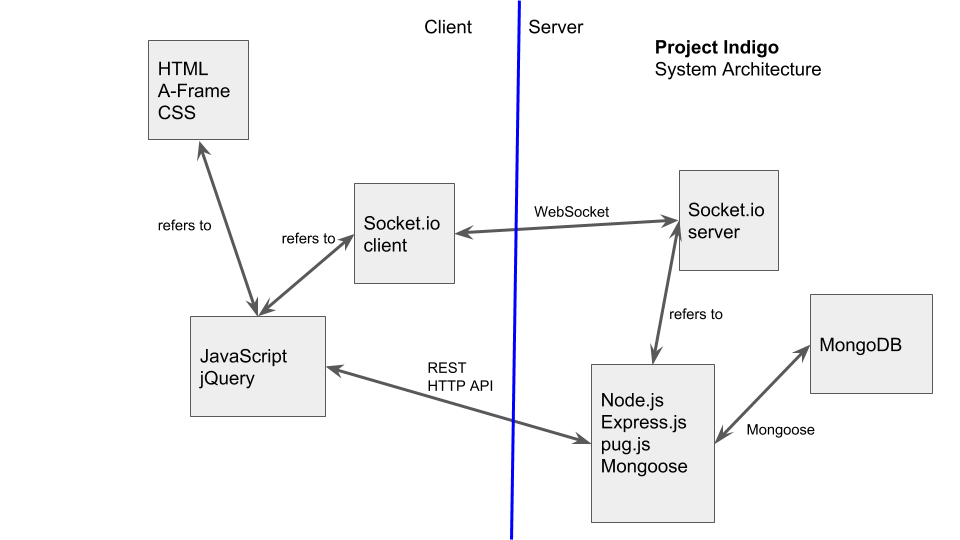 Client
Server
Project Indigo
System Architecture
HTML
A-Frame
CSS
refers to
refers to
Socket.io
client
WebSocket
Socket.io
server
refers to
JavaScript
jQuery
REST
HTTP API
Node.js
Express.js
pug.js
Mongoose
MongoDB
Mongoose